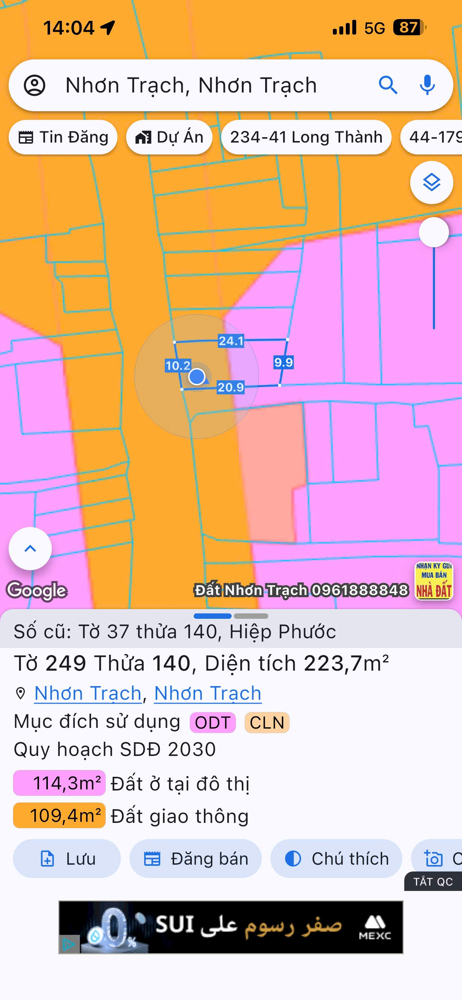 14:04
5G 87
Nhơn Trạch, Nhơn Trạch
Tin Đăng
Dự Án
234-41 Long Thành
44-179
24.1
10.2
9.9
20.9
Google
Đất Nhơn Trạch 0961888848
NHẬN KÝ GỬI
MUA BÁN
NHÀ ĐẤT
Số cũ: Tờ 37 thửa 140, Hiệp Phước
Tờ 249 Thửa 140, Diện tích 223,7m²
Nhơn Trạch, Nhơn Trạch
Mục đích sử dụng ODT CLN
Quy hoạch SDĐ 2030
114,3m² Đất ở tại đô thị
109,4m² Đất giao thông
Lưu
Đăng bán
Chú thích
TẮT QC
0%
صفر رسوم على SUI
MEXC